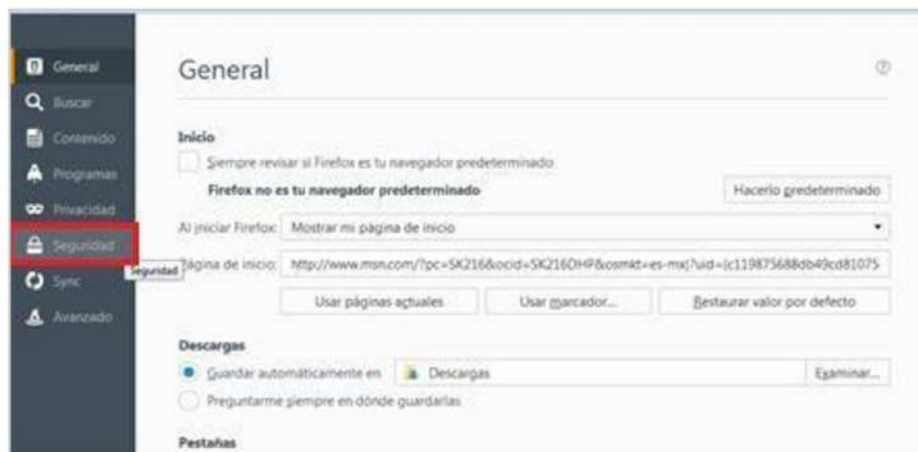 General
Buscar
Contenido
Programas
Privacidad
Seguridad
Seguridad
Sync
Avanzado
General
Inicio
Siempre revisar si Firefox es tu navegador predeterminado
Firefox no es tu navegador predeterminado
Hacerlo predeterminado
Al iniciar Firefox: Mostrar mi página de inicio
Página de inicio: http://www.msn.com/?pc=SK216&ocid=SK216DHP&osmkt=es-mx
Usar páginas actuales
Usar marcador...
Restaurar valor por defecto
Descargas
Guardar automáticamente en
Descargas
Examinar...
Preguntarme siempre en dónde guardarlas
Pestañas